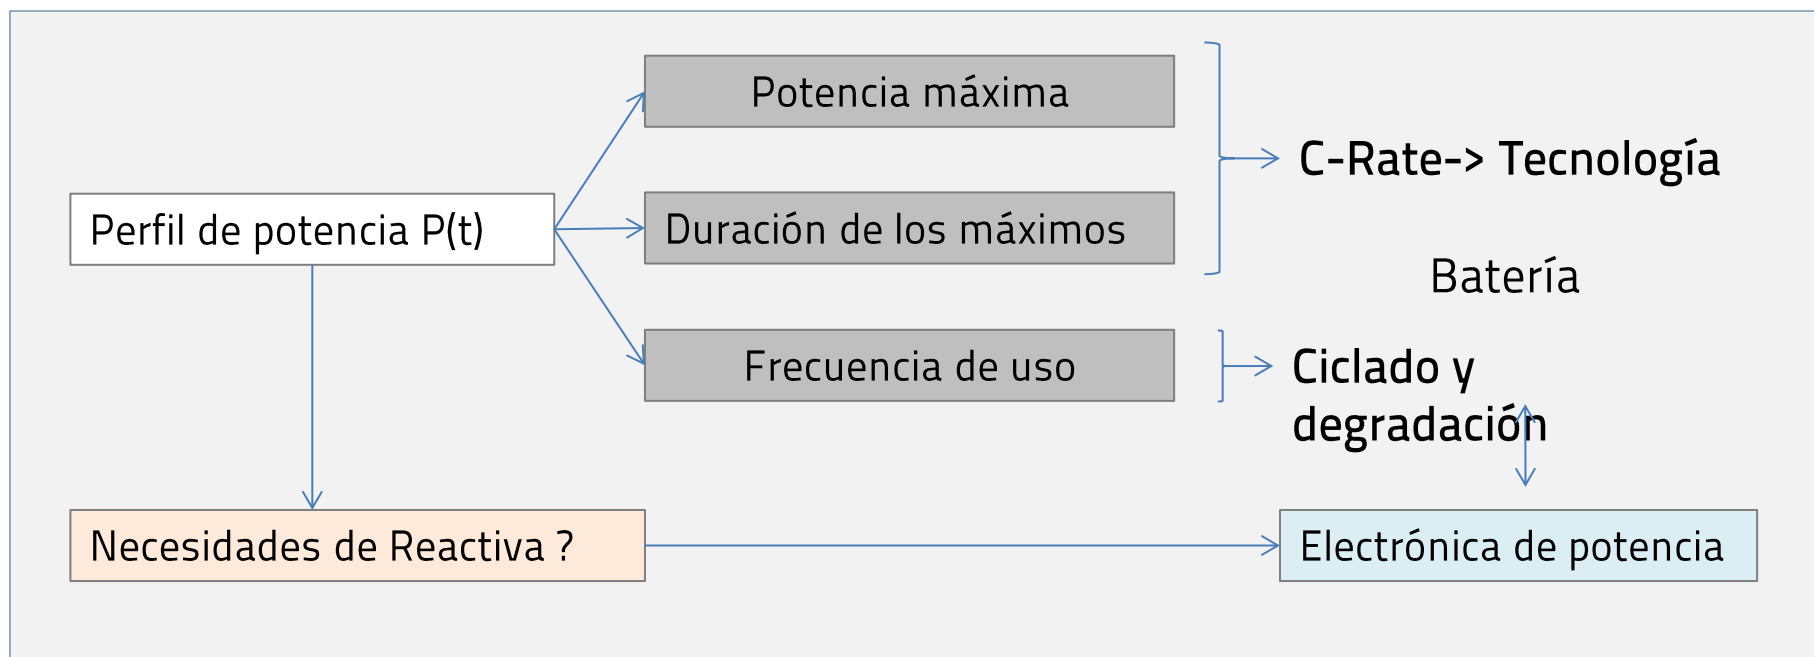 Potencia máxima
C-Rate-> Tecnología
Perfil de potencia P(t)
Duración de los máximos
Batería
Frecuencia de uso
Ciclado y
degradación
Necesidades de Reactiva ?
Electrónica de potencia